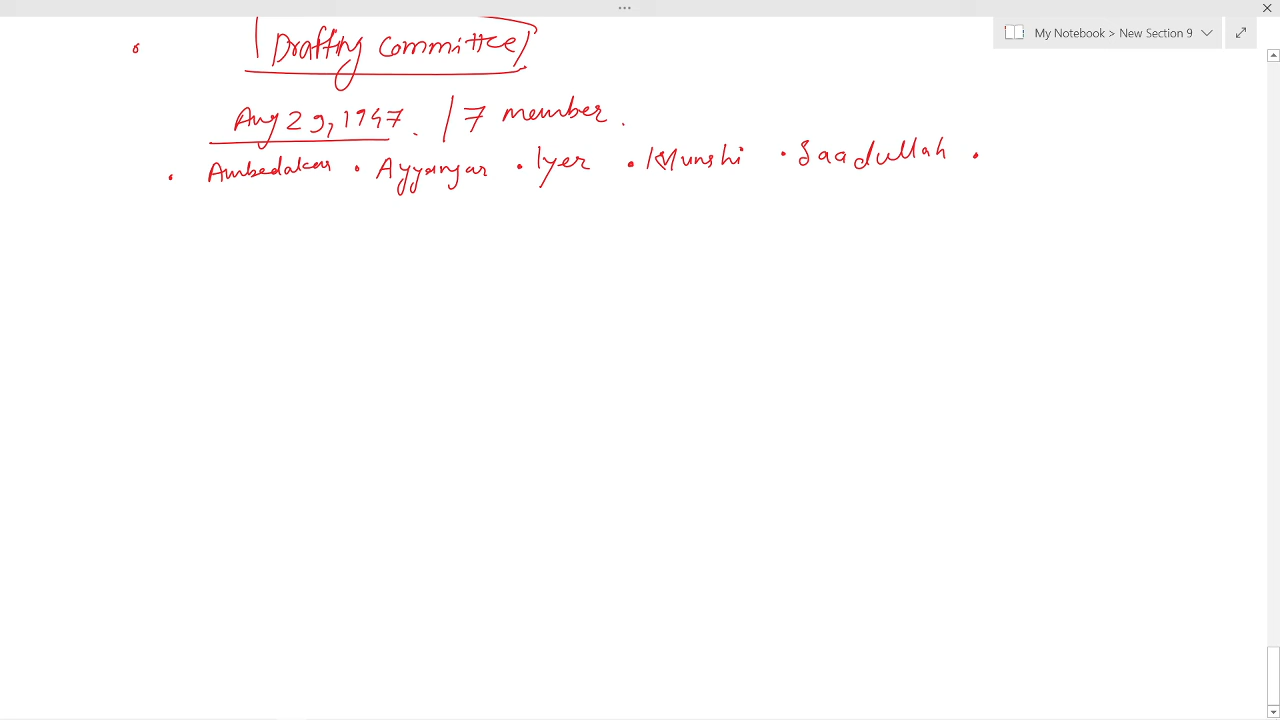 ...
My Notebook > New Section 9
• Drafting Committee
Aug 29, 1947. / 7 member.
• Ambedakar • Ayyangar • Iyer • Munshi • Saadullah •